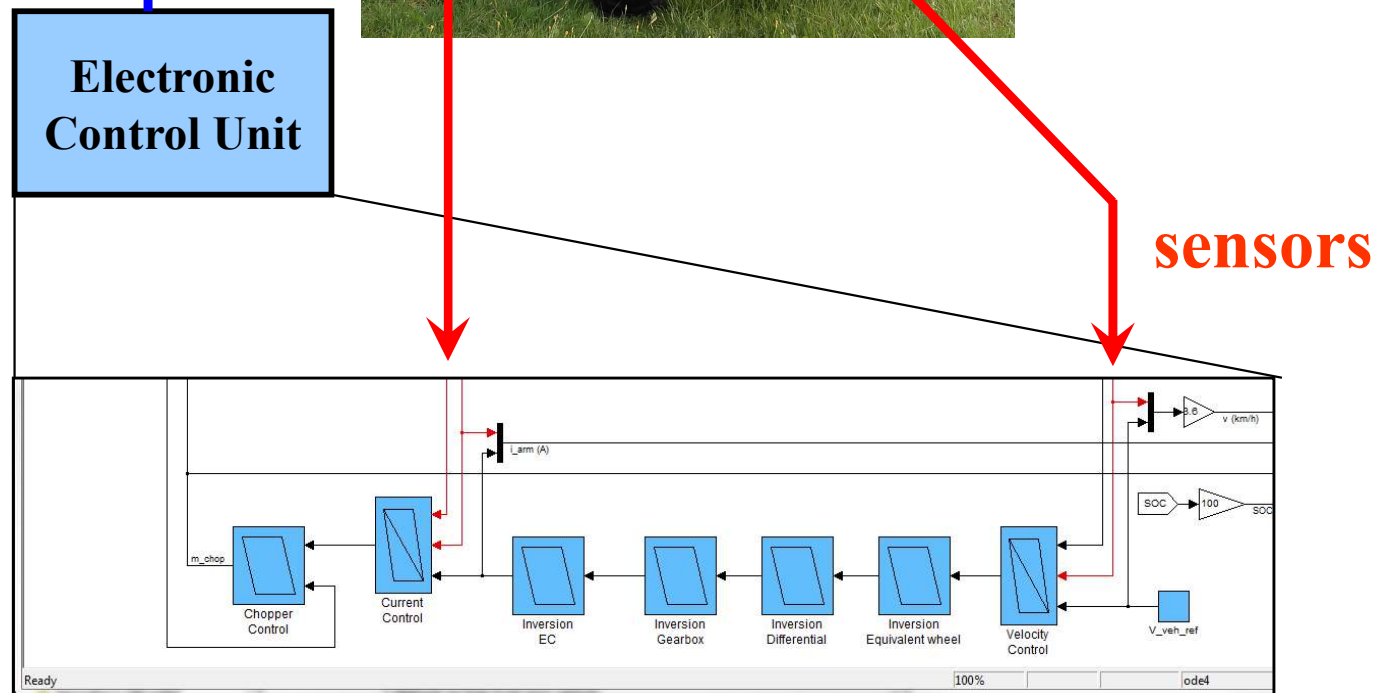 Electronic
Control Unit
sensors
3.6
v (km/h)
i_arm (A)
SOC
100
SOC
m_chop
Chopper
Control
Current
Control
Inversion
EC
Inversion
Gearbox
Inversion
Differential
Inversion
Equivalent wheel
Velocity
Control
V_veh_ref
Ready
100%
ode4